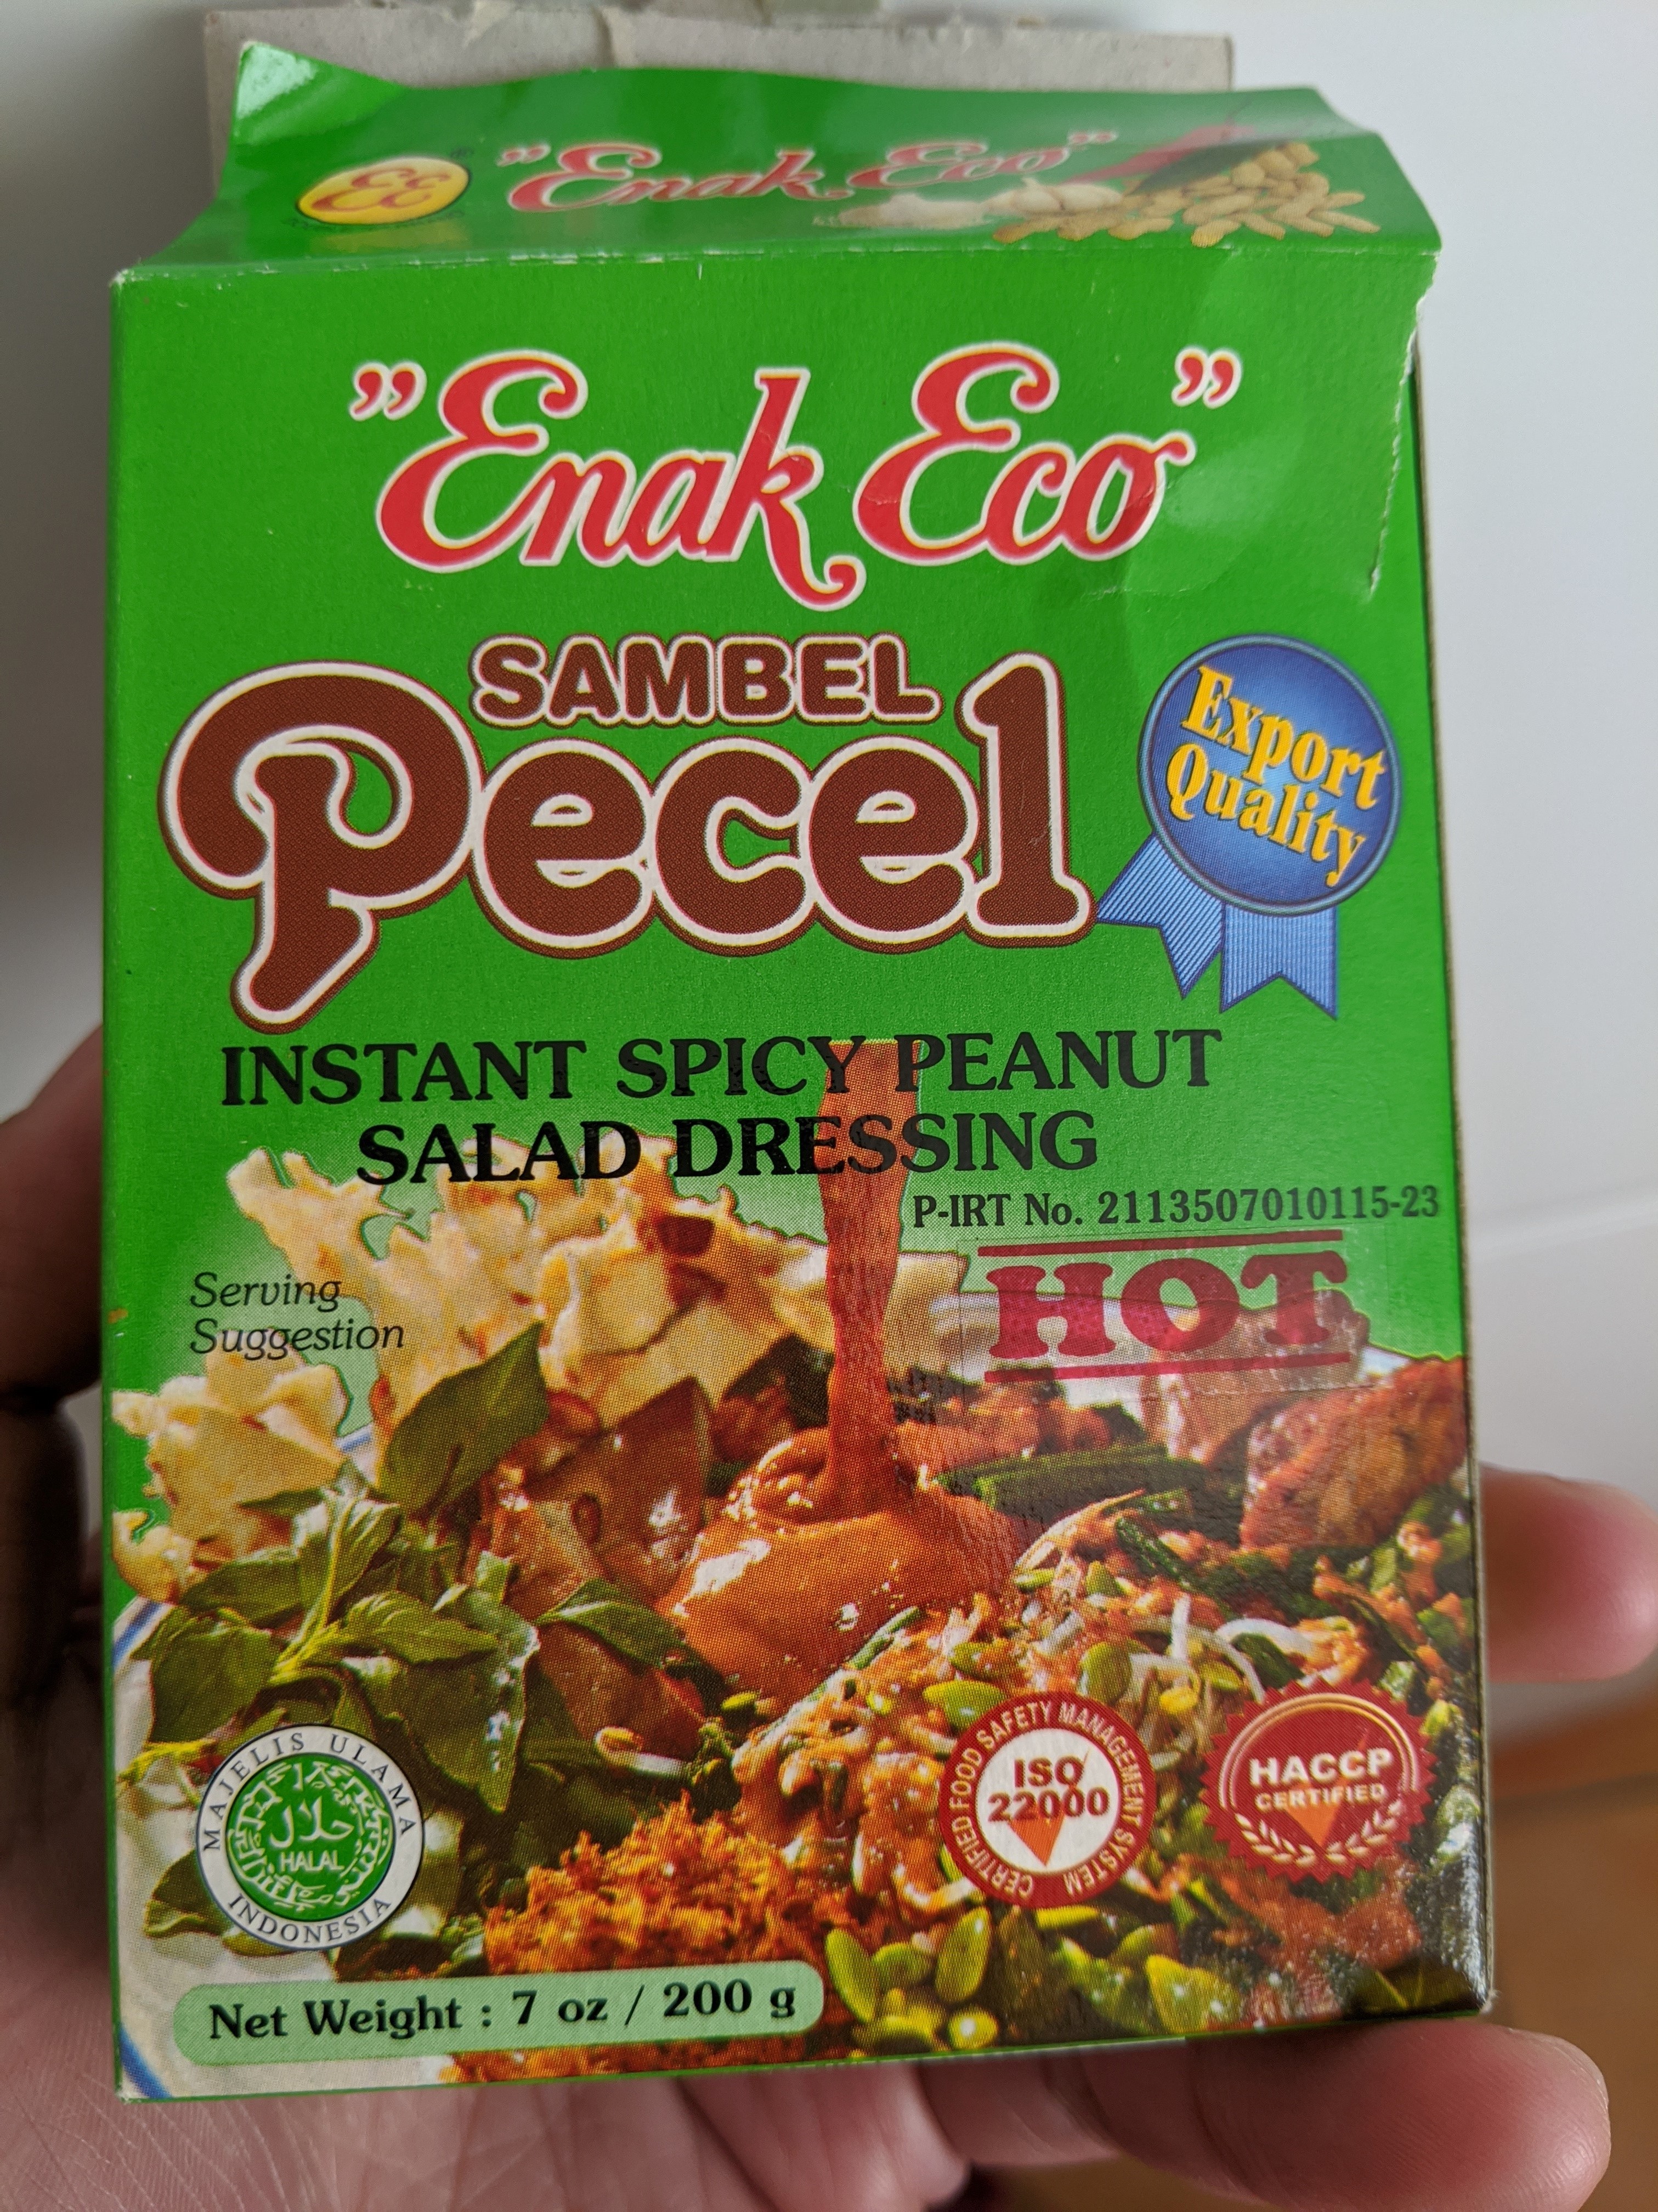 EE
"Enak Eco"
"Enak Eco"
SAMBEL
Pecel
Export
Quality
INSTANT SPICY PEANUT
SALAD DRESSING
P-IRT No. 2113507010115-23
HOT
Serving
Suggestion
MAJELIS ULAMA
حلال
HALAL
INDONESIA
CERTIFIED FOOD SAFETY MANAGEMENT SYSTEM
ISO
22000
HACCP
CERTIFIED
Net Weight : 7 oz / 200 g